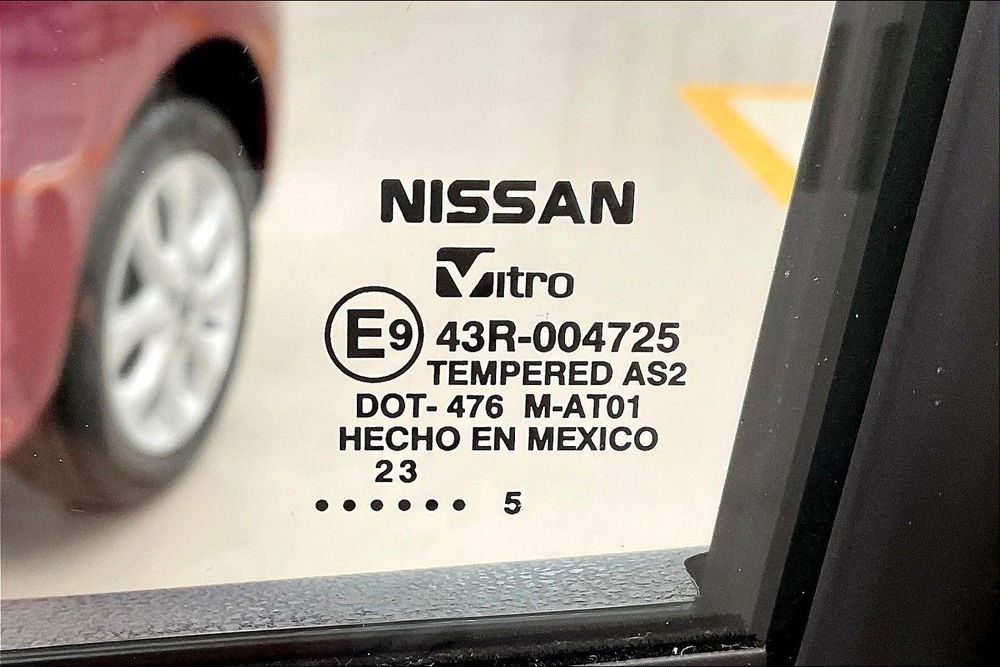 NISSAN
Vitro
E9 43R-004725
TEMPERED AS2
DOT- 476 M-AT01
HECHO EN MEXICO
23
...... 5